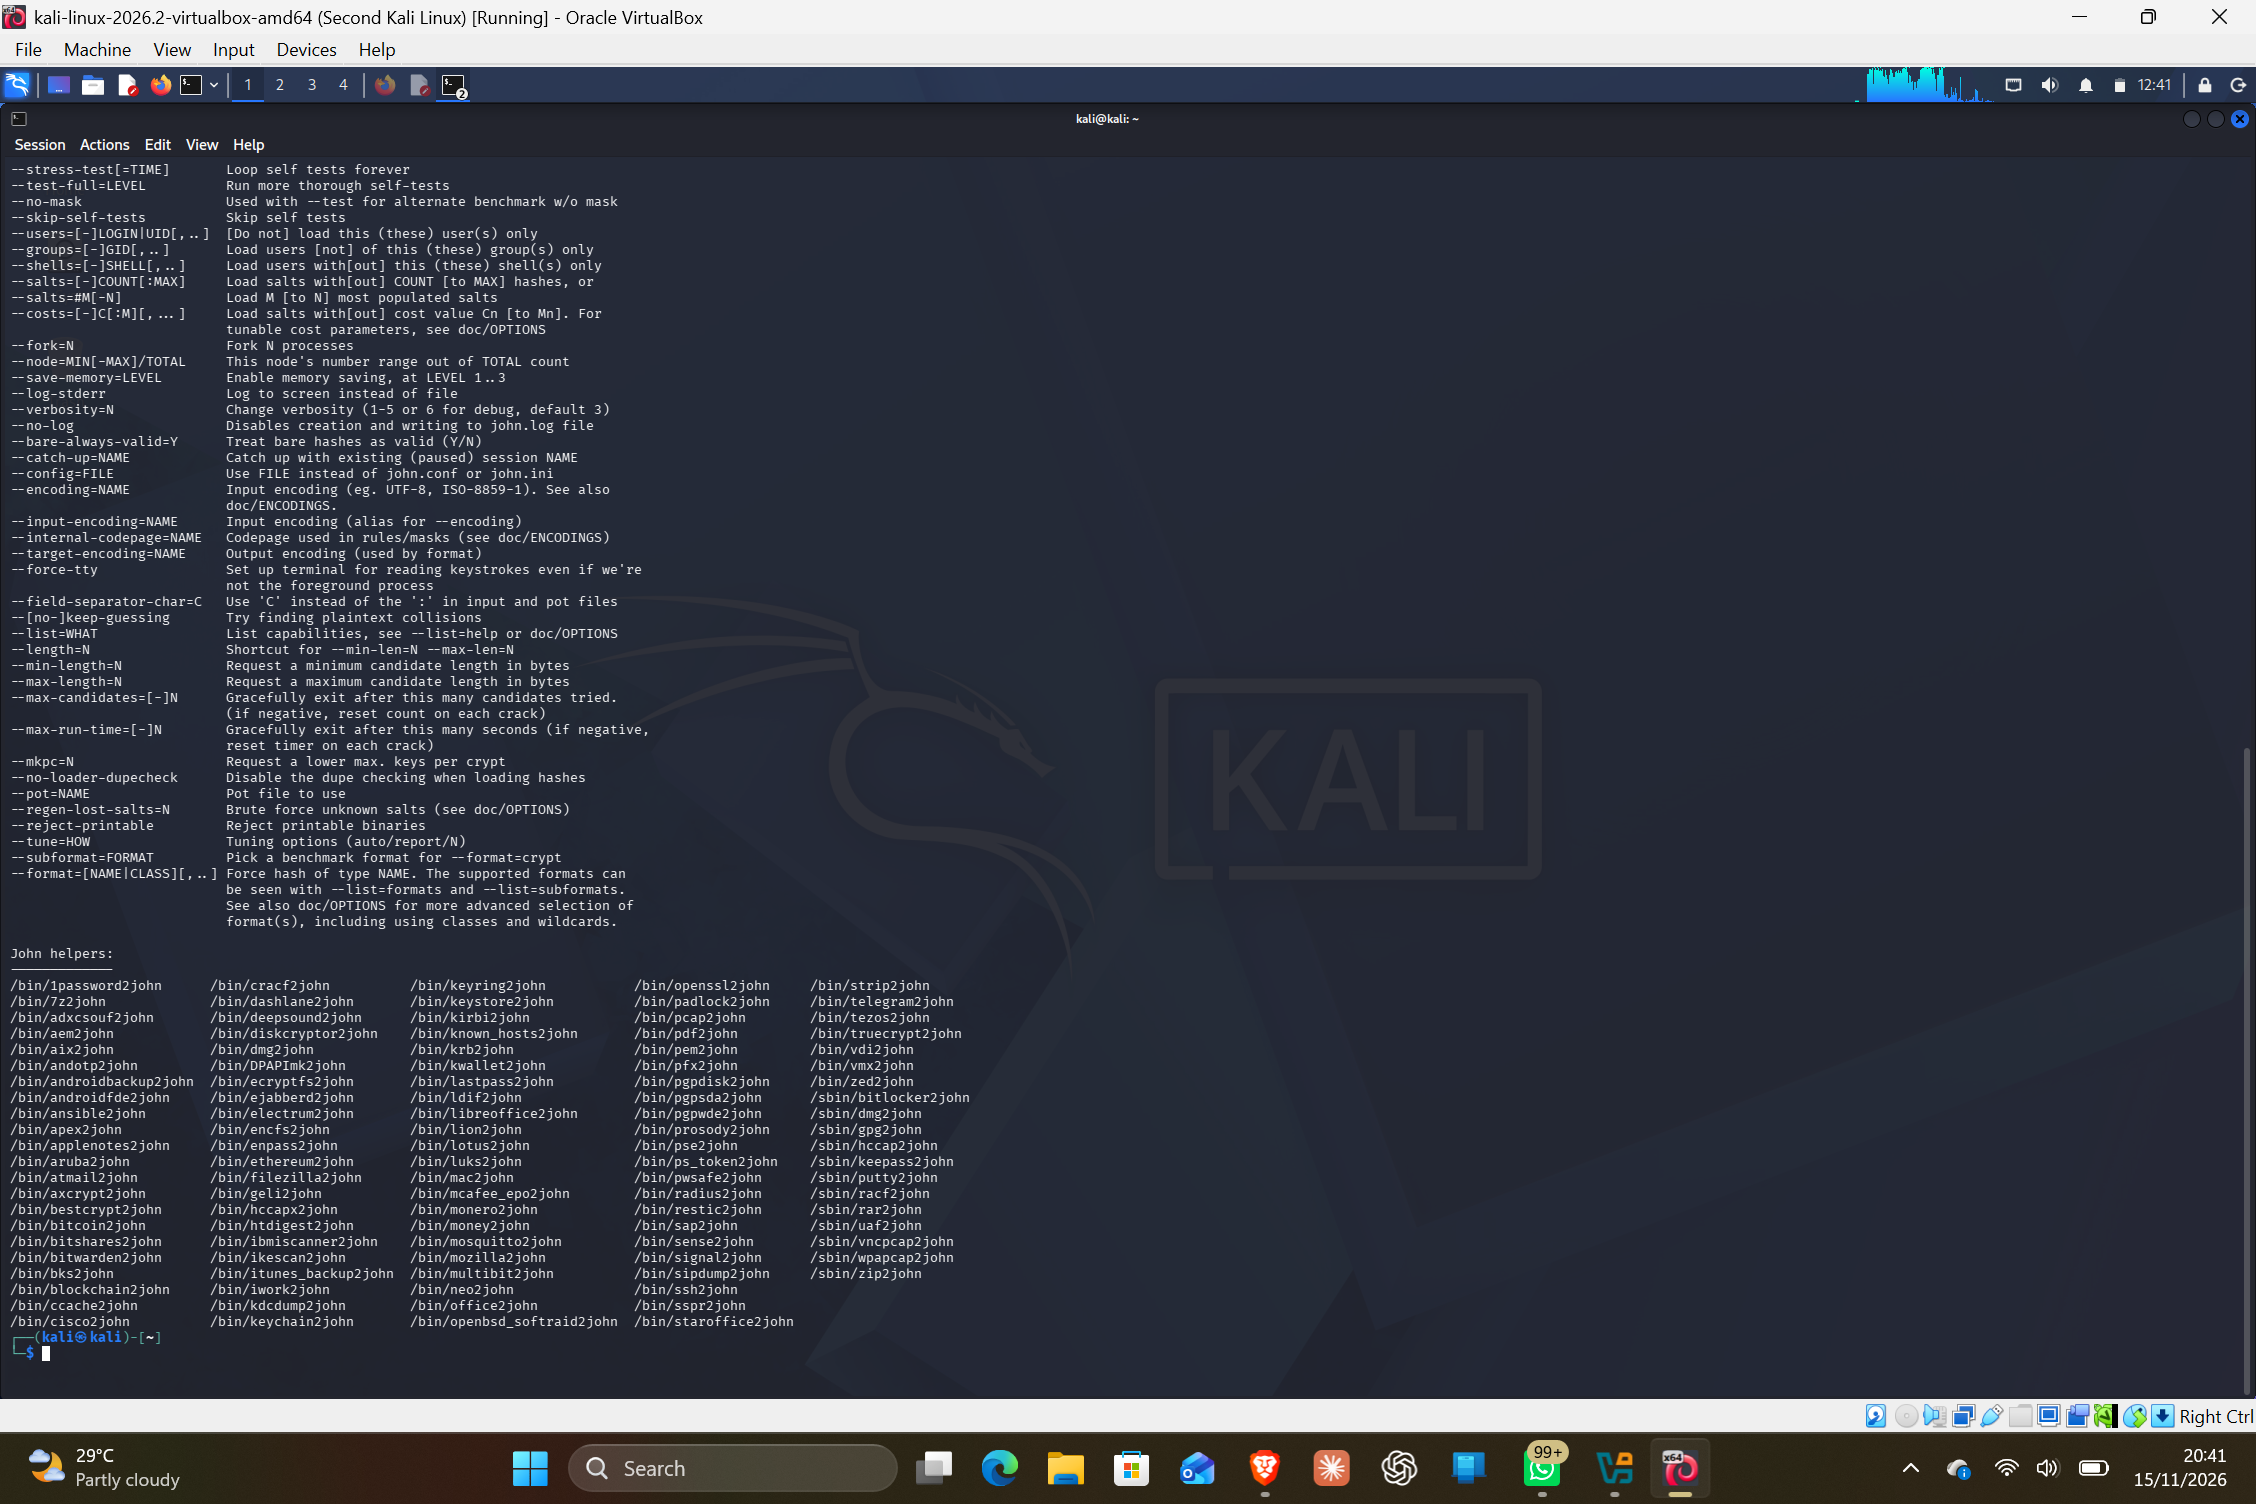 kali-linux-2026.2-virtualbox-amd64 (Second Kali Linux) [Running] - Oracle VirtualBox
File Machine View Input Devices Help
1 2 3 4 2 12:41
kali@kali: ~
Session Actions Edit View Help
--stress-test[=TIME] Loop self tests forever
--test-full=LEVEL Run more thorough self-tests
--no-mask Used with --test for alternate benchmark w/o mask
--skip-self-tests Skip self tests
--users=[-]LOGIN|UID[,..] [Do not] load this (these) user(s) only
--groups=[-]GID[,..] Load users [not] of this (these) group(s) only
--shells=[-]SHELL[,..] Load users with[out] this (these) shell(s) only
--salts=[-]COUNT[:MAX] Load salts with[out] COUNT [to MAX] hashes, or
--salts=#M[-N] Load M [to N] most populated salts
--costs=[-]C[:M][,...] Load salts with[out] cost value Cn [to Mn]. For
tunable cost parameters, see doc/OPTIONS
--fork=N Fork N processes
--node=MIN[-MAX]/TOTAL This node's number range out of TOTAL count
--save-memory=LEVEL Enable memory saving, at LEVEL 1..3
--log-stderr Log to screen instead of file
--verbosity=N Change verbosity (1-5 or 6 for debug, default 3)
--no-log Disables creation and writing to john.log file
--bare-always-valid=Y Treat bare hashes as valid (Y/N)
--catch-up=NAME Catch up with existing (paused) session NAME
--config=FILE Use FILE instead of john.conf or john.ini
--encoding=NAME Input encoding (eg. UTF-8, ISO-8859-1). See also
doc/ENCODINGS.
--input-encoding=NAME Input encoding (alias for --encoding)
--internal-codepage=NAME Codepage used in rules/masks (see doc/ENCODINGS)
--target-encoding=NAME Output encoding (used by format)
--force-tty Set up terminal for reading keystrokes even if we're
not the foreground process
--field-separator-char=C Use 'C' instead of the ':' in input and pot files
--[no-]keep-guessing Try finding plaintext collisions
--list=WHAT List capabilities, see --list=help or doc/OPTIONS
--length=N Shortcut for --min-len=N --max-len=N
--min-length=N Request a minimum candidate length in bytes
--max-length=N Request a maximum candidate length in bytes
--max-candidates=[-]N Gracefully exit after this many candidates tried.
(if negative, reset count on each crack)
--max-run-time=[-]N Gracefully exit after this many seconds (if negative,
reset timer on each crack)
--mkpc=N Request a lower max. keys per crypt
--no-loader-dupecheck Disable the dupe checking when loading hashes
--pot=NAME Pot file to use
--regen-lost-salts=N Brute force unknown salts (see doc/OPTIONS)
--reject-printable Reject printable binaries
--tune=HOW Tuning options (auto/report/N)
--subformat=FORMAT Pick a benchmark format for --format=crypt
--format=[NAME|CLASS][,..] Force hash of type NAME. The supported formats can
be seen with --list=formats and --list=subformats.
See also doc/OPTIONS for more advanced selection of
format(s), including using classes and wildcards.
KALI
John helpers:
/bin/1password2john /bin/cracf2john /bin/keyring2john /bin/openssl2john /bin/strip2john
/bin/7z2john /bin/dashlane2john /bin/keystore2john /bin/padlock2john /bin/telegram2john
/bin/adxcsouf2john /bin/deepsound2john /bin/kirbi2john /bin/pcap2john /bin/tezos2john
/bin/aem2john /bin/diskcryptor2john /bin/known_hosts2john /bin/pdf2john /bin/truecrypt2john
/bin/aix2john /bin/dmg2john /bin/krb2john /bin/pem2john /bin/vdi2john
/bin/andotp2john /bin/DPAPImk2john /bin/kwallet2john /bin/pfx2john /bin/vmx2john
/bin/androidbackup2john /bin/ecryptfs2john /bin/lastpass2john /bin/pgpdisk2john /bin/zed2john
/bin/androidfde2john /bin/ejabberd2john /bin/ldif2john /bin/pgpsda2john /sbin/bitlocker2john
/bin/ansible2john /bin/electrum2john /bin/libreoffice2john /bin/pgpwde2john /sbin/dmg2john
/bin/apex2john /bin/encfs2john /bin/lion2john /bin/prosody2john /sbin/gpg2john
/bin/applenotes2john /bin/enpass2john /bin/lotus2john /bin/pse2john /sbin/hccap2john
/bin/aruba2john /bin/ethereum2john /bin/luks2john /bin/ps_token2john /sbin/keepass2john
/bin/atmail2john /bin/filezilla2john /bin/mac2john /bin/pwsafe2john /sbin/putty2john
/bin/axcrypt2john /bin/geli2john /bin/mcafee_epo2john /bin/radius2john /sbin/racf2john
/bin/bestcrypt2john /bin/hccapx2john /bin/monero2john /bin/restic2john /sbin/rar2john
/bin/bitcoin2john /bin/htdigest2john /bin/money2john /bin/sap2john /sbin/uaf2john
/bin/bitshares2john /bin/ibmiscanner2john /bin/mosquitto2john /bin/sense2john /sbin/vncpcap2john
/bin/bitwarden2john /bin/ikescan2john /bin/mozilla2john /bin/signal2john /sbin/wpapcap2john
/bin/bks2john /bin/itunes_backup2john /bin/multibit2john /bin/sipdump2john /sbin/zip2john
/bin/blockchain2john /bin/iwork2john /bin/neo2john /bin/ssh2john
/bin/ccache2john /bin/kdcdump2john /bin/office2john /bin/sspr2john
/bin/cisco2john /bin/keychain2john /bin/openbsd_softraid2john /bin/staroffice2john
┌──(kali㉿kali)-[~]
└─$
Right Ctrl
29°C
Partly cloudy
Search
99+
20:41
15/11/2026